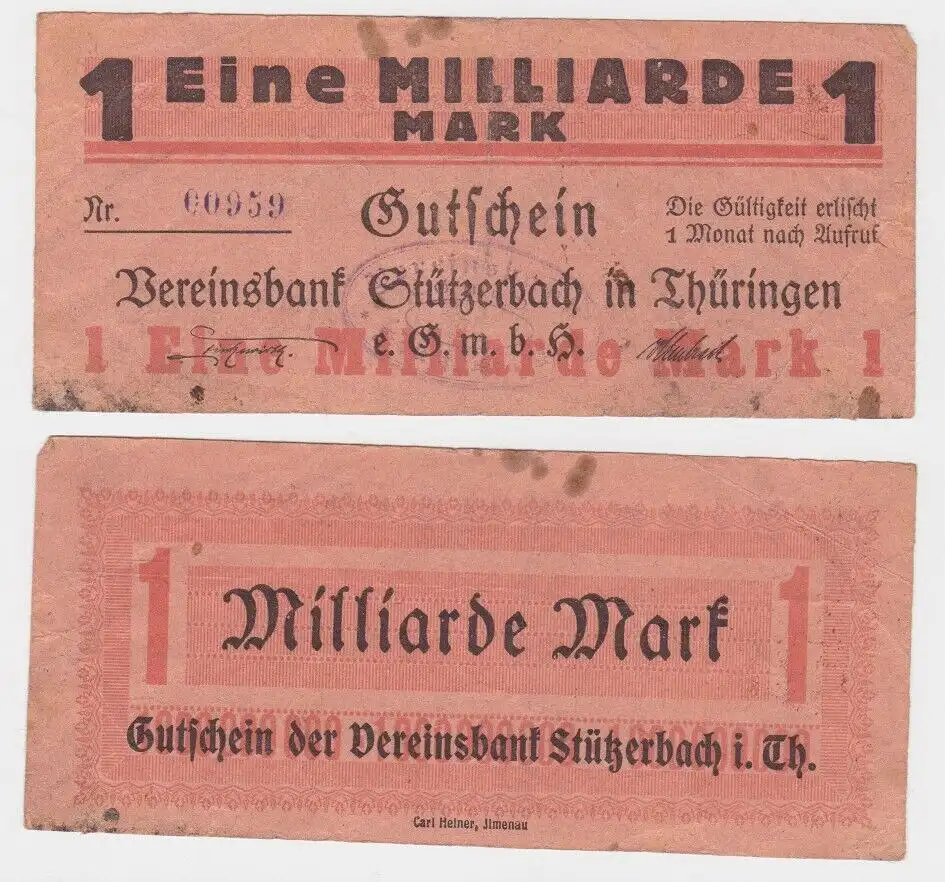 1 Eine MILLIARDE 1
MARK
Nr. 00959
Gutschein
Die Gültigkeit erlischt
1 Monat nach Aufruf
Vereinsbank Stützerbach in Thüringen
e. G. m. b. H.
1 Eine Milliarde Mark 1
1 Milliarde Mark 1
Gutschein der Vereinsbank Stützerbach i. Th.
Carl Heiner, Jlmenau